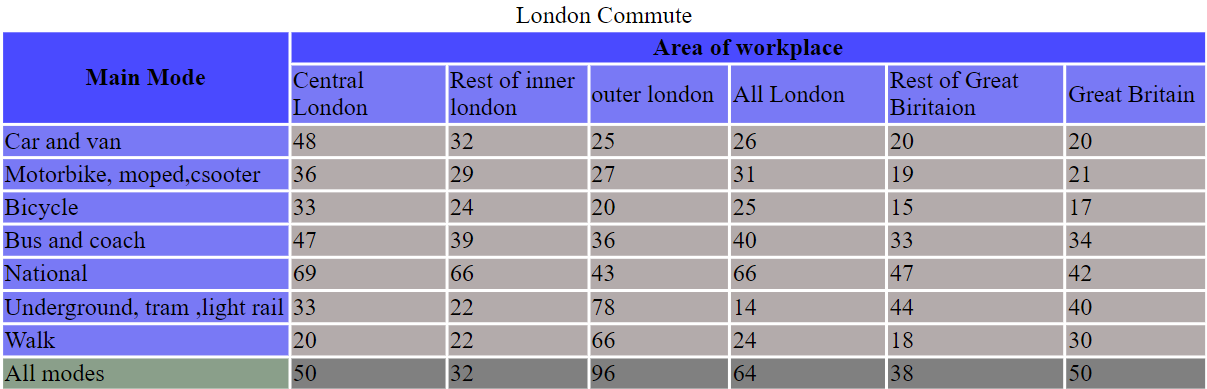 London Commute
Main Mode Area of workplace
Central London Rest of inner london outer london All London Rest of Great Biritaion Great Britain
Car and van 48 32 25 26 20 20
Motorbike, moped,csooter 36 29 27 31 19 21
Bicycle 33 24 20 25 15 17
Bus and coach 47 39 36 40 33 34
National 69 66 43 66 47 42
Underground, tram ,light rail 33 22 78 14 44 40
Walk 20 22 66 24 18 30
All modes 50 32 96 64 38 50